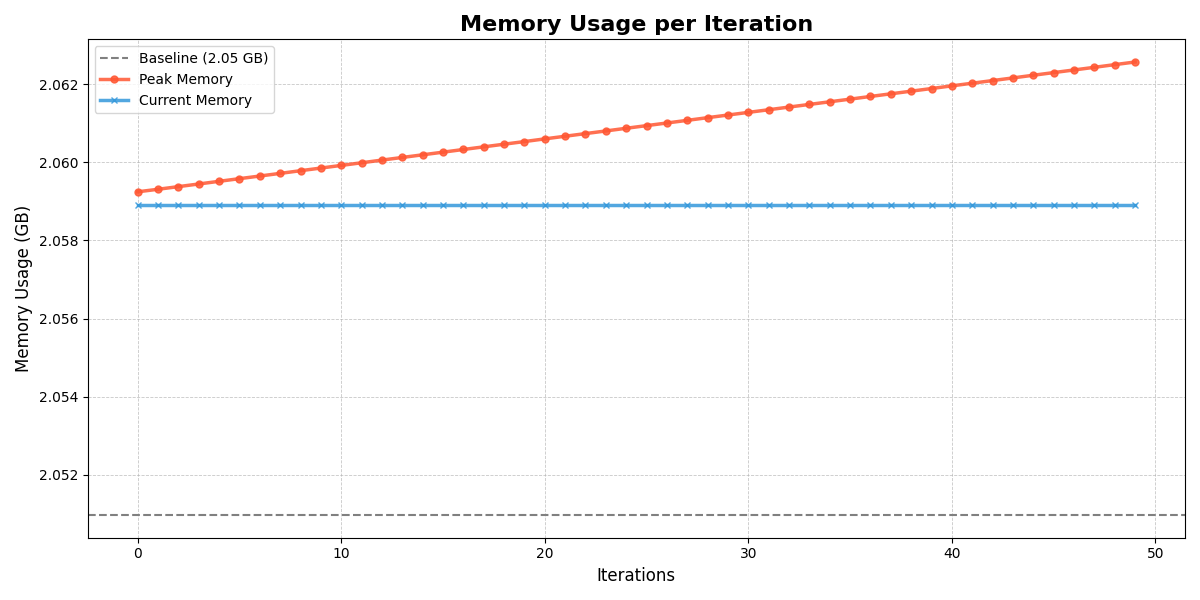 Memory Usage per Iteration
Baseline (2.05 GB)
Peak Memory
Current Memory
Memory Usage (GB)
2.062
2.060
2.058
2.056
2.054
2.052
0 10 20 30 40 50
Iterations